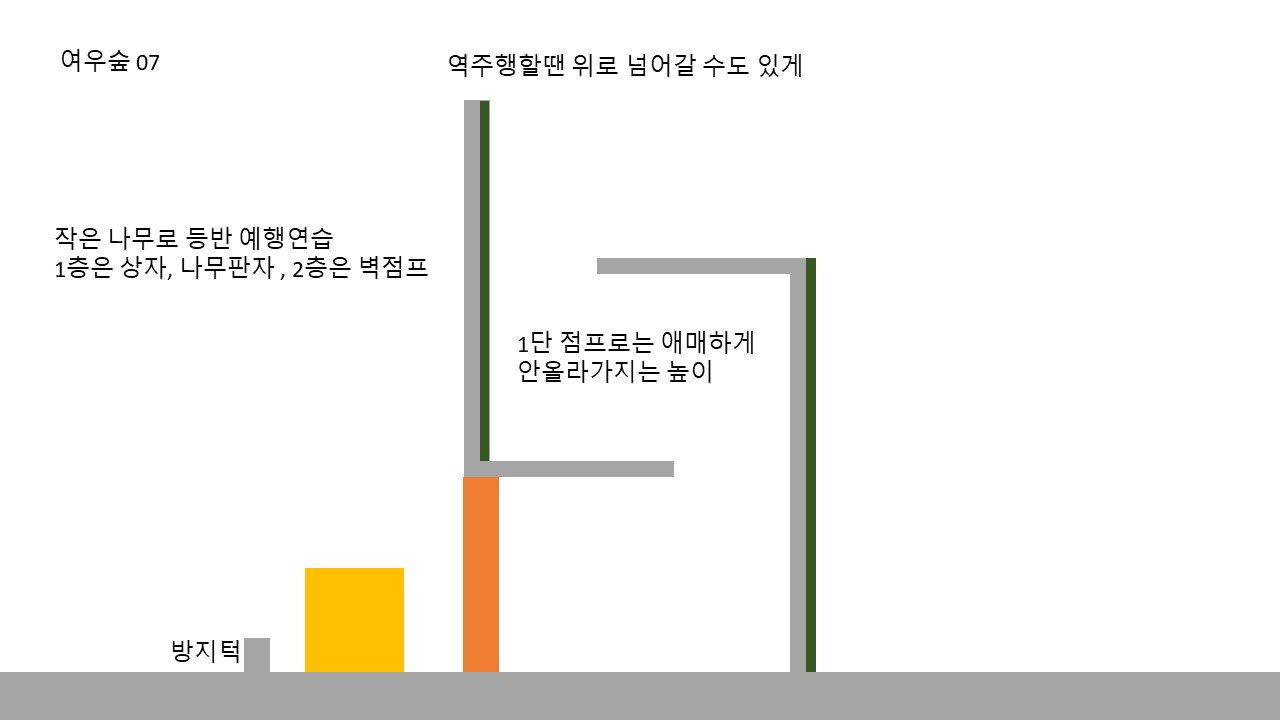 여우숲 07
역주행할땐 위로 넘어갈 수도 있게
작은 나무로 등반 예행연습
1층은 상자, 나무판자 , 2층은 벽점프
1단 점프로는 애매하게
안올라가지는 높이
방지턱